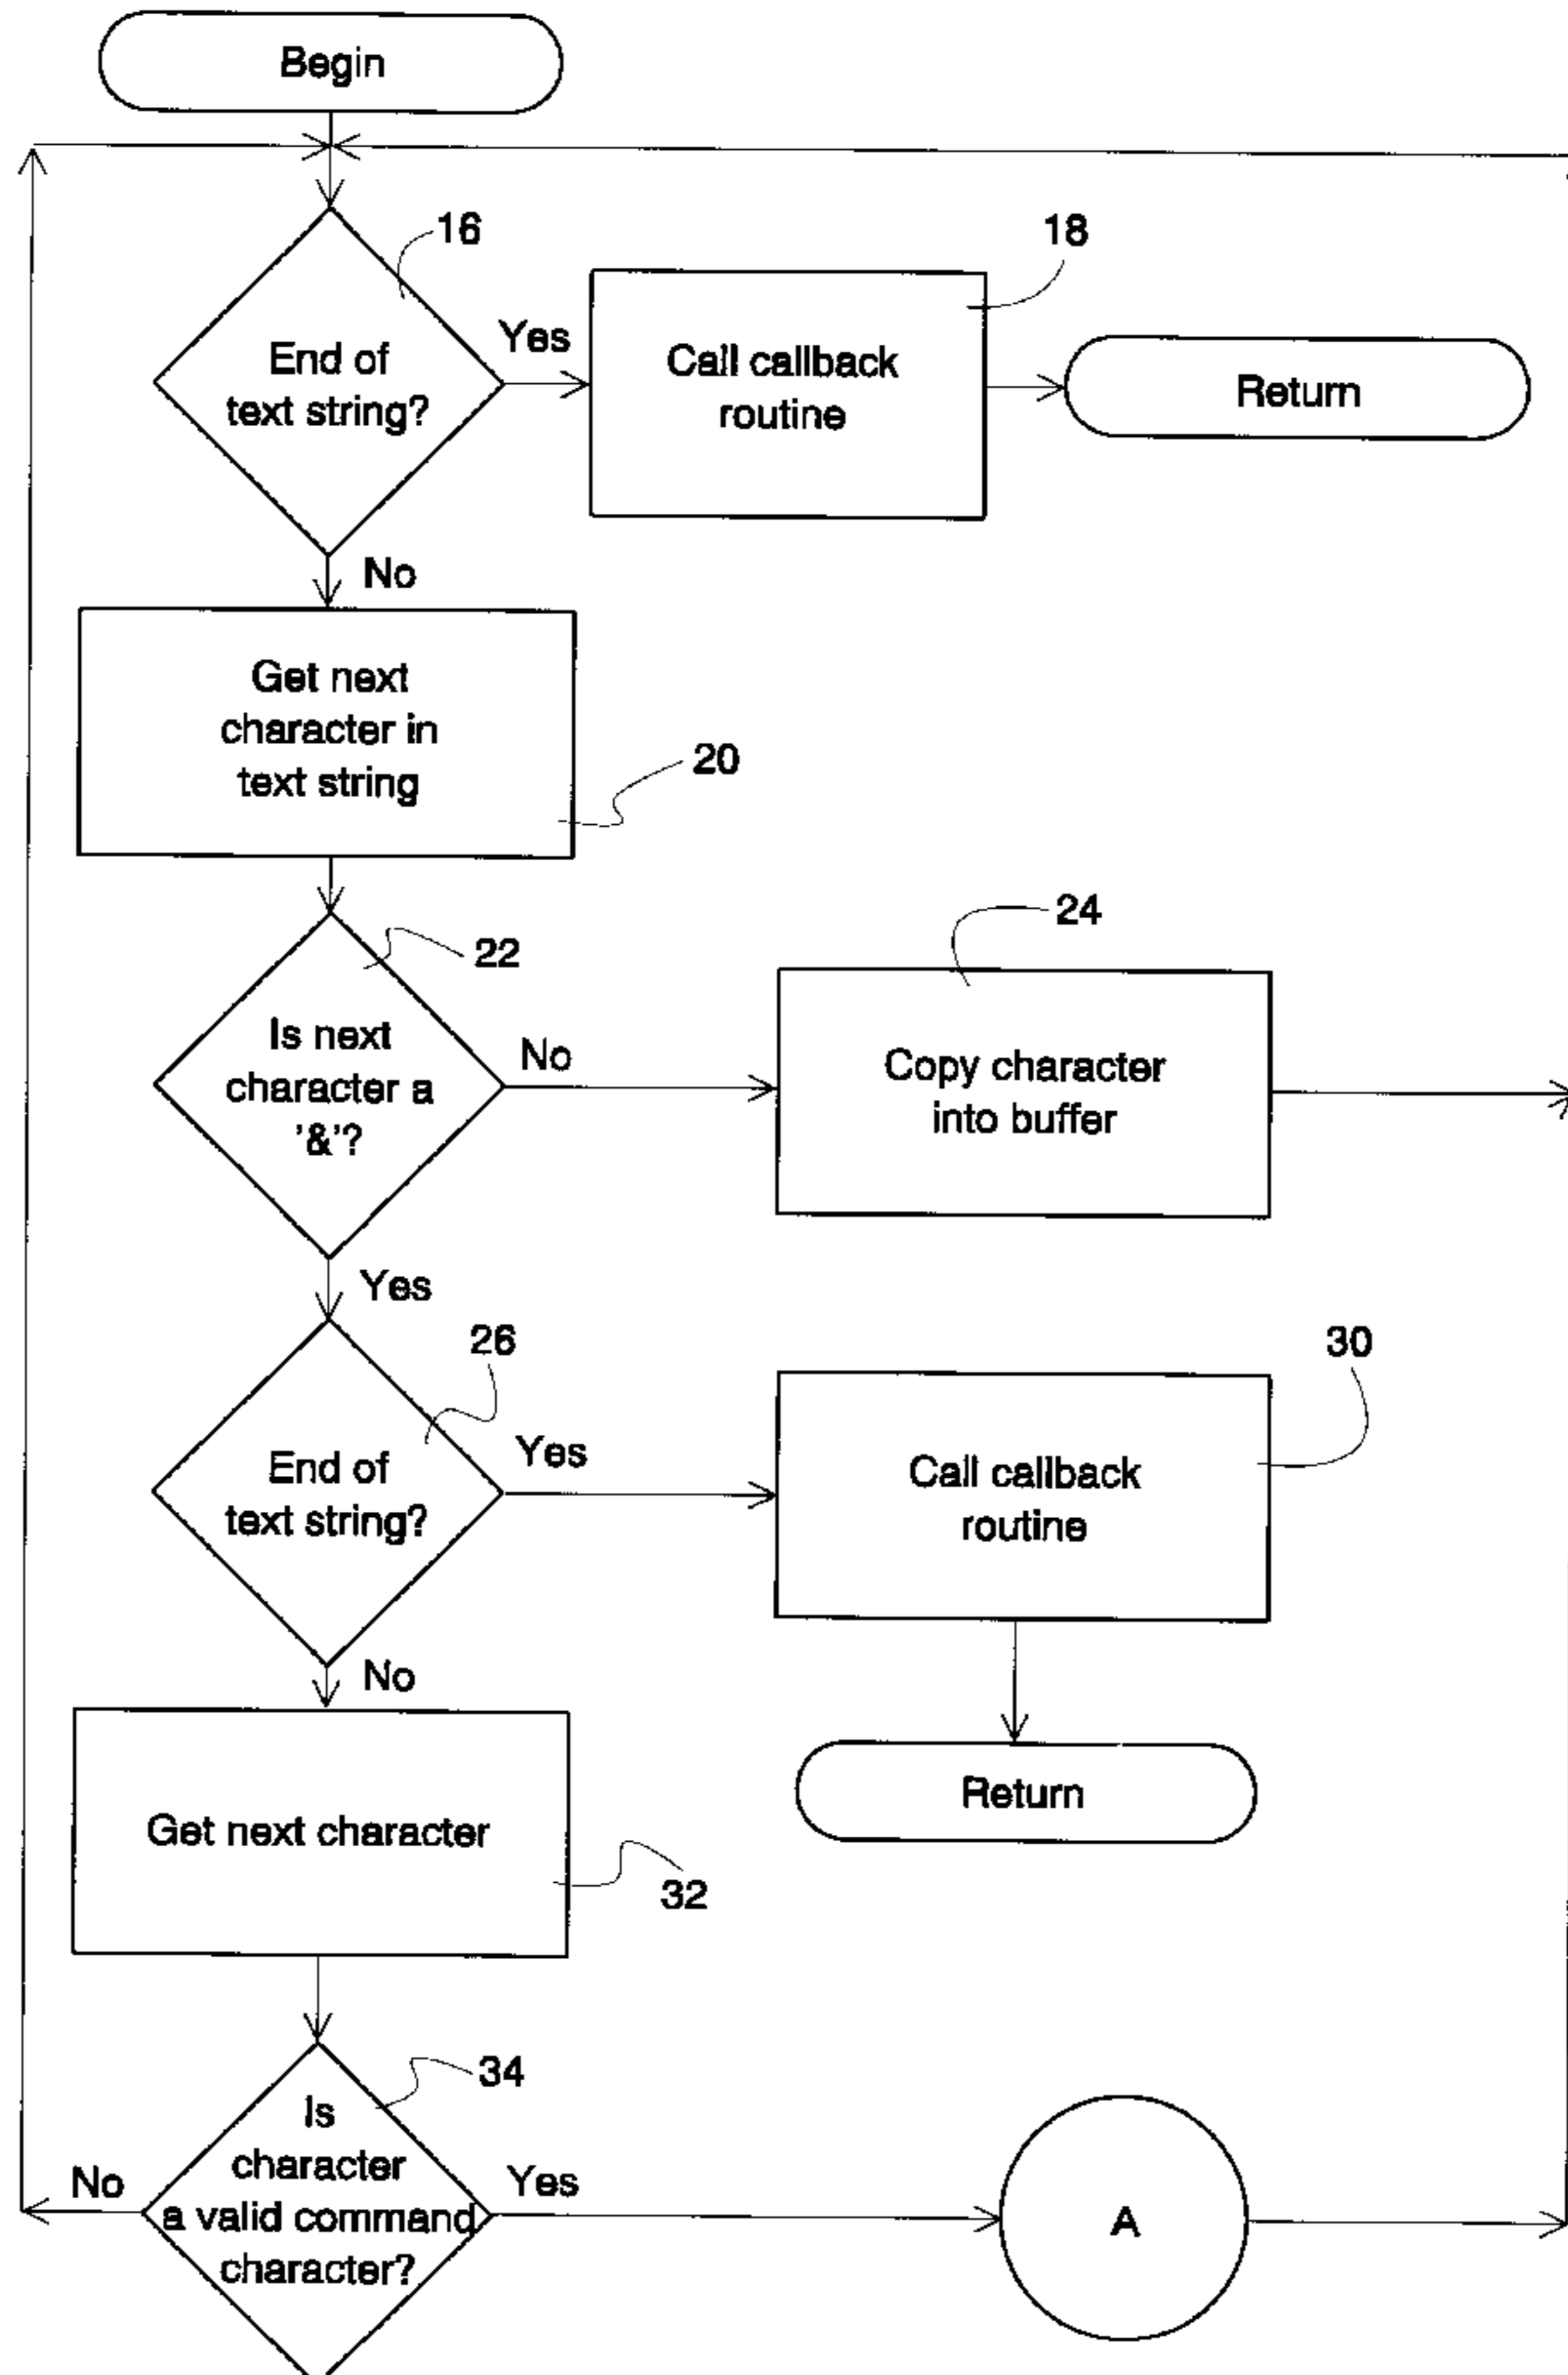 Begin
16
18
End of
text string?
Yes
Call callback
routine
Return
No
Get next
character in
text string
20
22
24
Is next
character a
'&'?
No
Copy character
into buffer
Yes
26
30
End of
text string?
Yes
Call callback
routine
No
Return
Get next character
32
34
Is
character
a valid command
character?
No
Yes
A